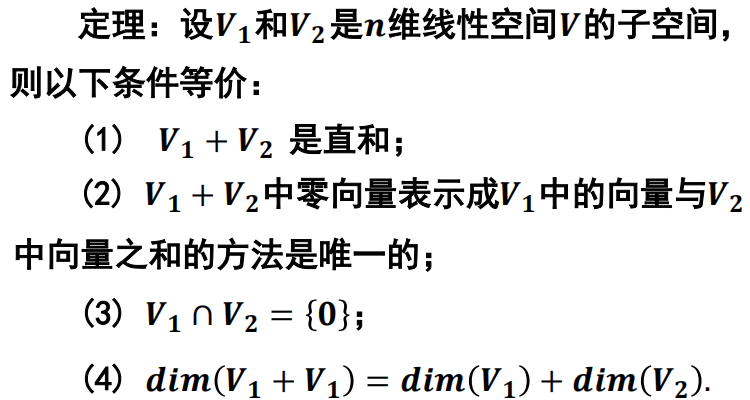 定理：设V₁和V₂是n维线性空间V的子空间，
则以下条件等价：
(1) V₁ + V₂ 是直和；
(2) V₁ + V₂中零向量表示成V₁中的向量与V₂
中向量之和的方法是唯一的；
(3) V₁ ∩ V₂ = {0}；
(4) dim(V₁ + V₁) = dim(V₁) + dim(V₂).